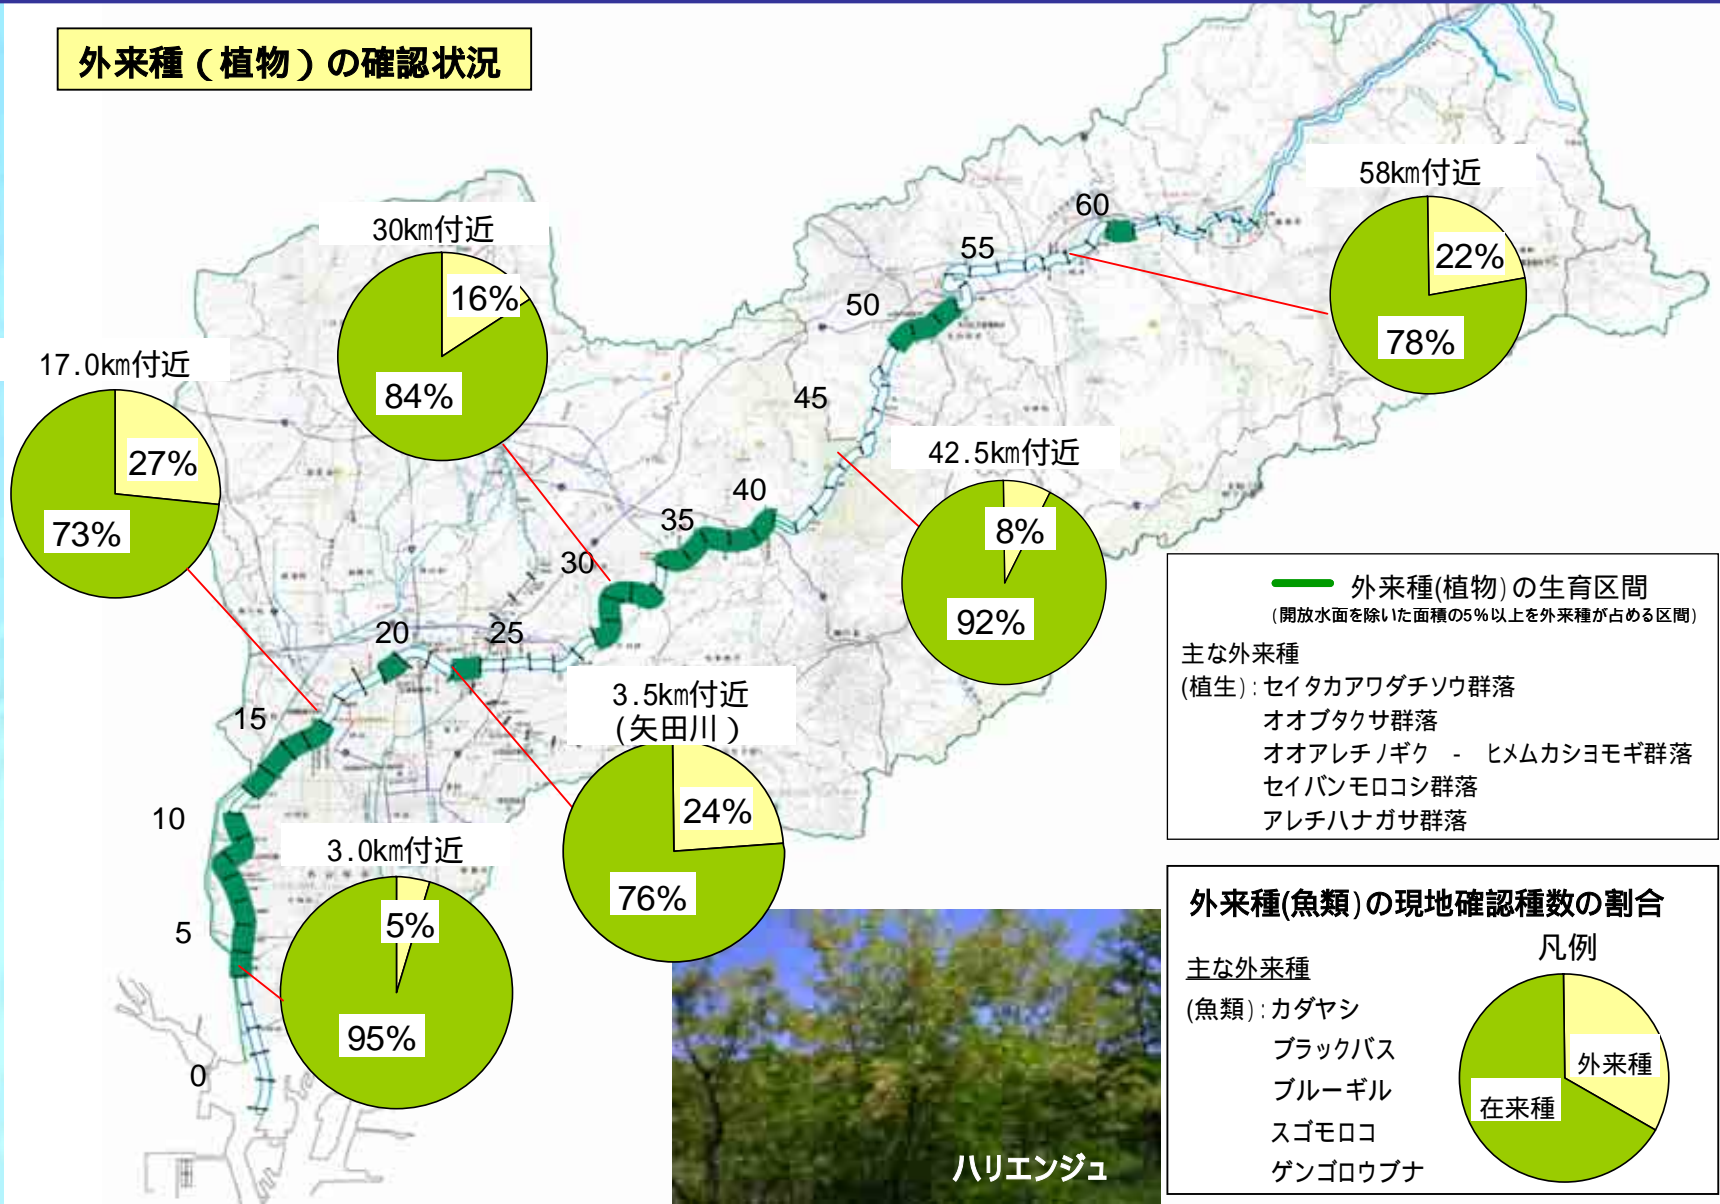 外来種（植物）の確認状況
58km付近
22%
78%
60
30km付近
16%
84%
55
50
17.0km付近
27%
73%
45
42.5km付近
8%
92%
40
35
30
25
20
15
10
5
0
3.5km付近
(矢田川)
24%
76%
3.0km付近
5%
95%
外来種(植物)の生育区間
(開放水面を除いた面積の5%以上を外来種が占める区間)
主な外来種
(植生):セイタカアワダチソウ群落
オオブタクサ群落
オオアレチノギク - ヒメムカシヨモギ群落
セイバンモロコシ群落
アレチハナガサ群落
外来種(魚類)の現地確認種数の割合
凡例
主な外来種
(魚類):カダヤシ
ブラックバス
ブルーギル
スゴモロコ
ゲンゴロウブナ
外来種
在来種
ハリエンジュ